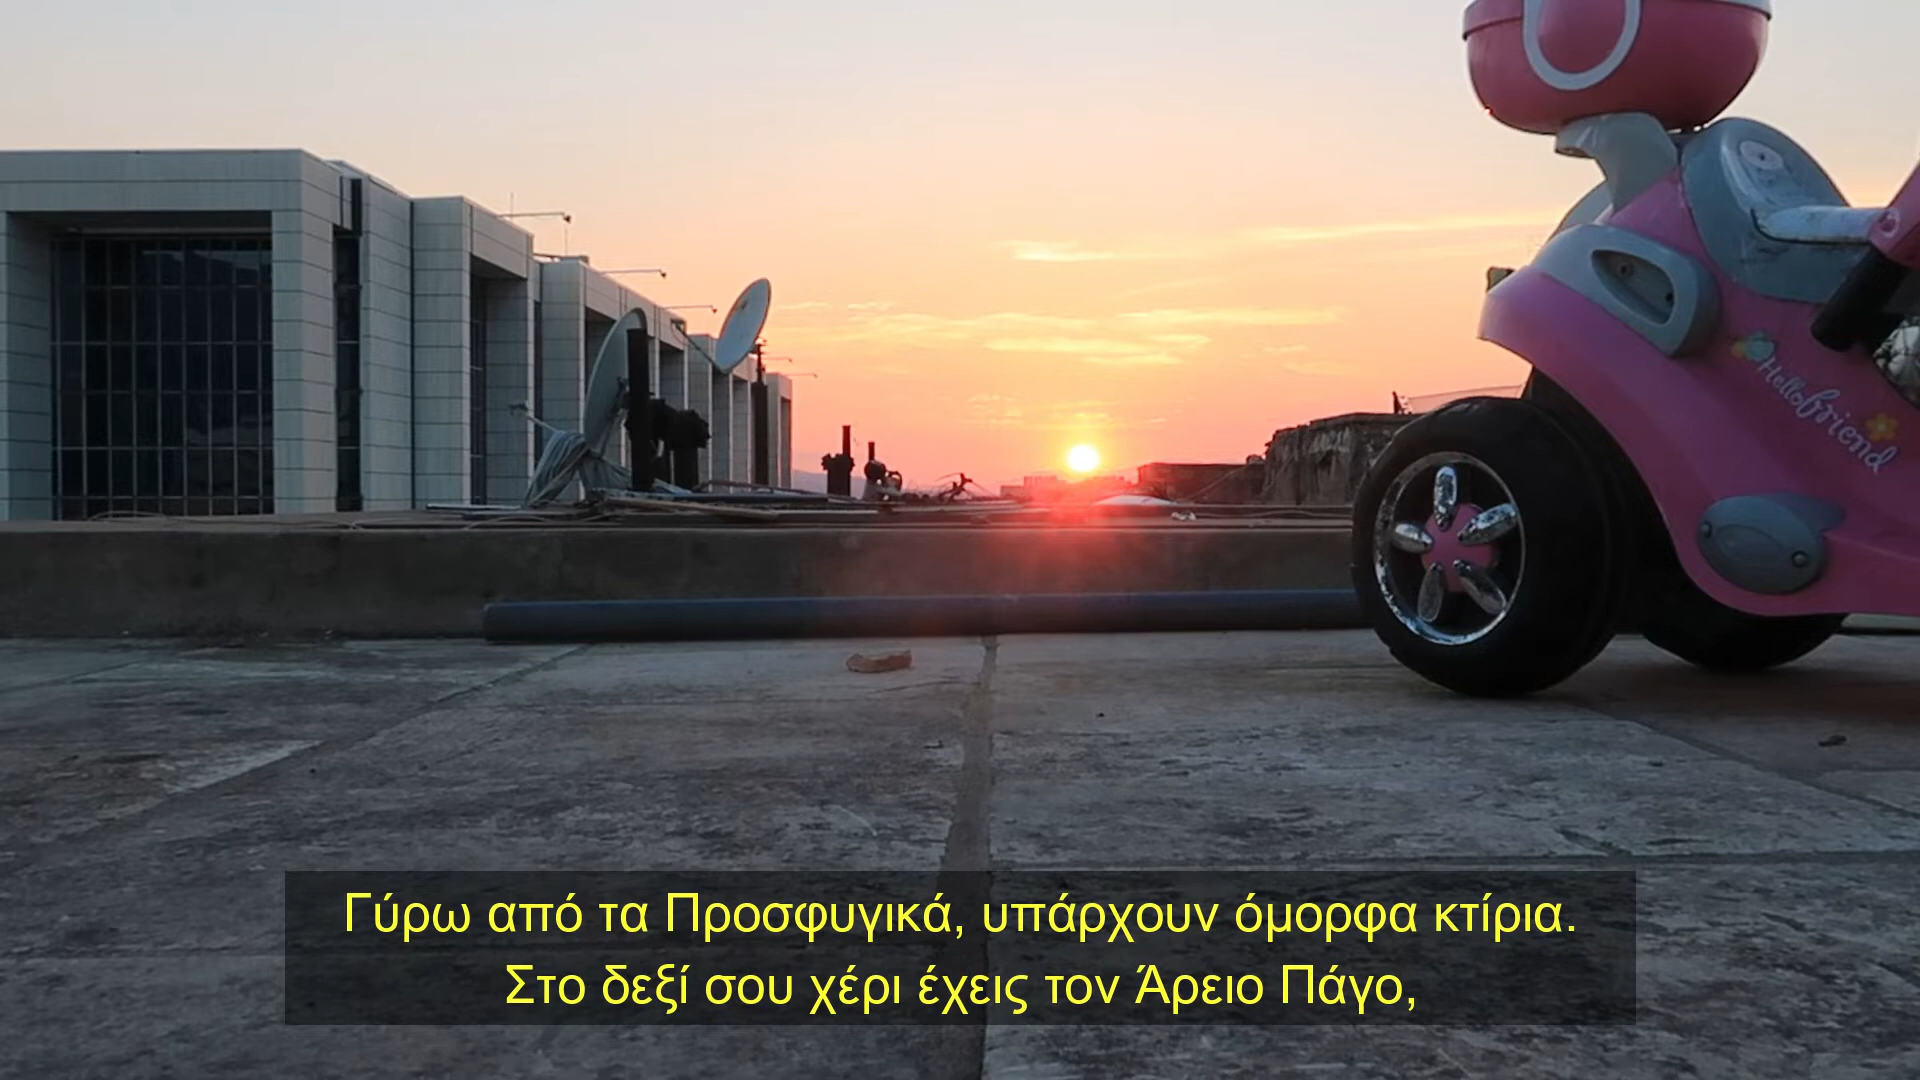 Hello friend
Γύρω από τα Προσφυγικά, υπάρχουν όμορφα κτίρια.
Στο δεξί σου χέρι έχεις τον Άρειο Πάγο,